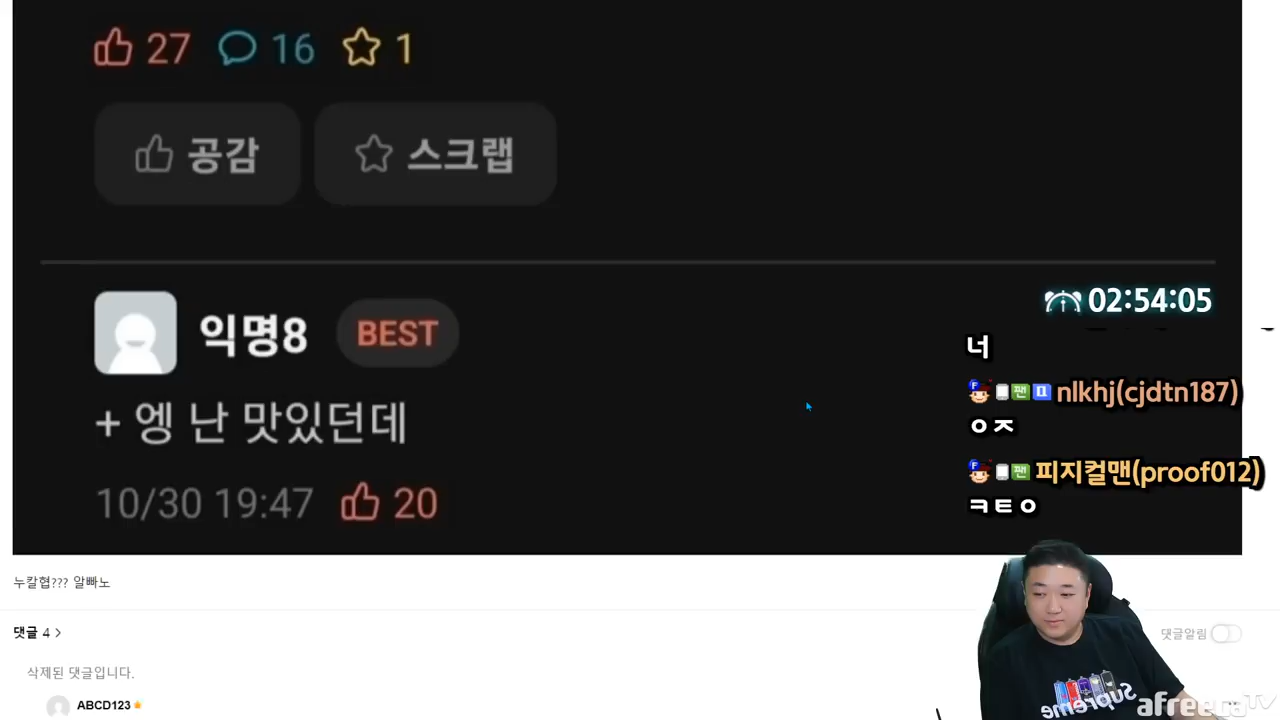 27 16 1
공감 스크랩
익명8 BEST
+ 엥 난 맛있던데
10/30 19:47 20
02:54:05
너
F 팬 nlkhj(cjdtn187)
ㅇㅈ
F 팬 피지컬맨(proof012)
ㅋㅌㅇ
누칼협??? 알빠노
댓글 4 >
댓글알림
삭제된 댓글입니다.
ABCD123
Supreme
afreecaTV